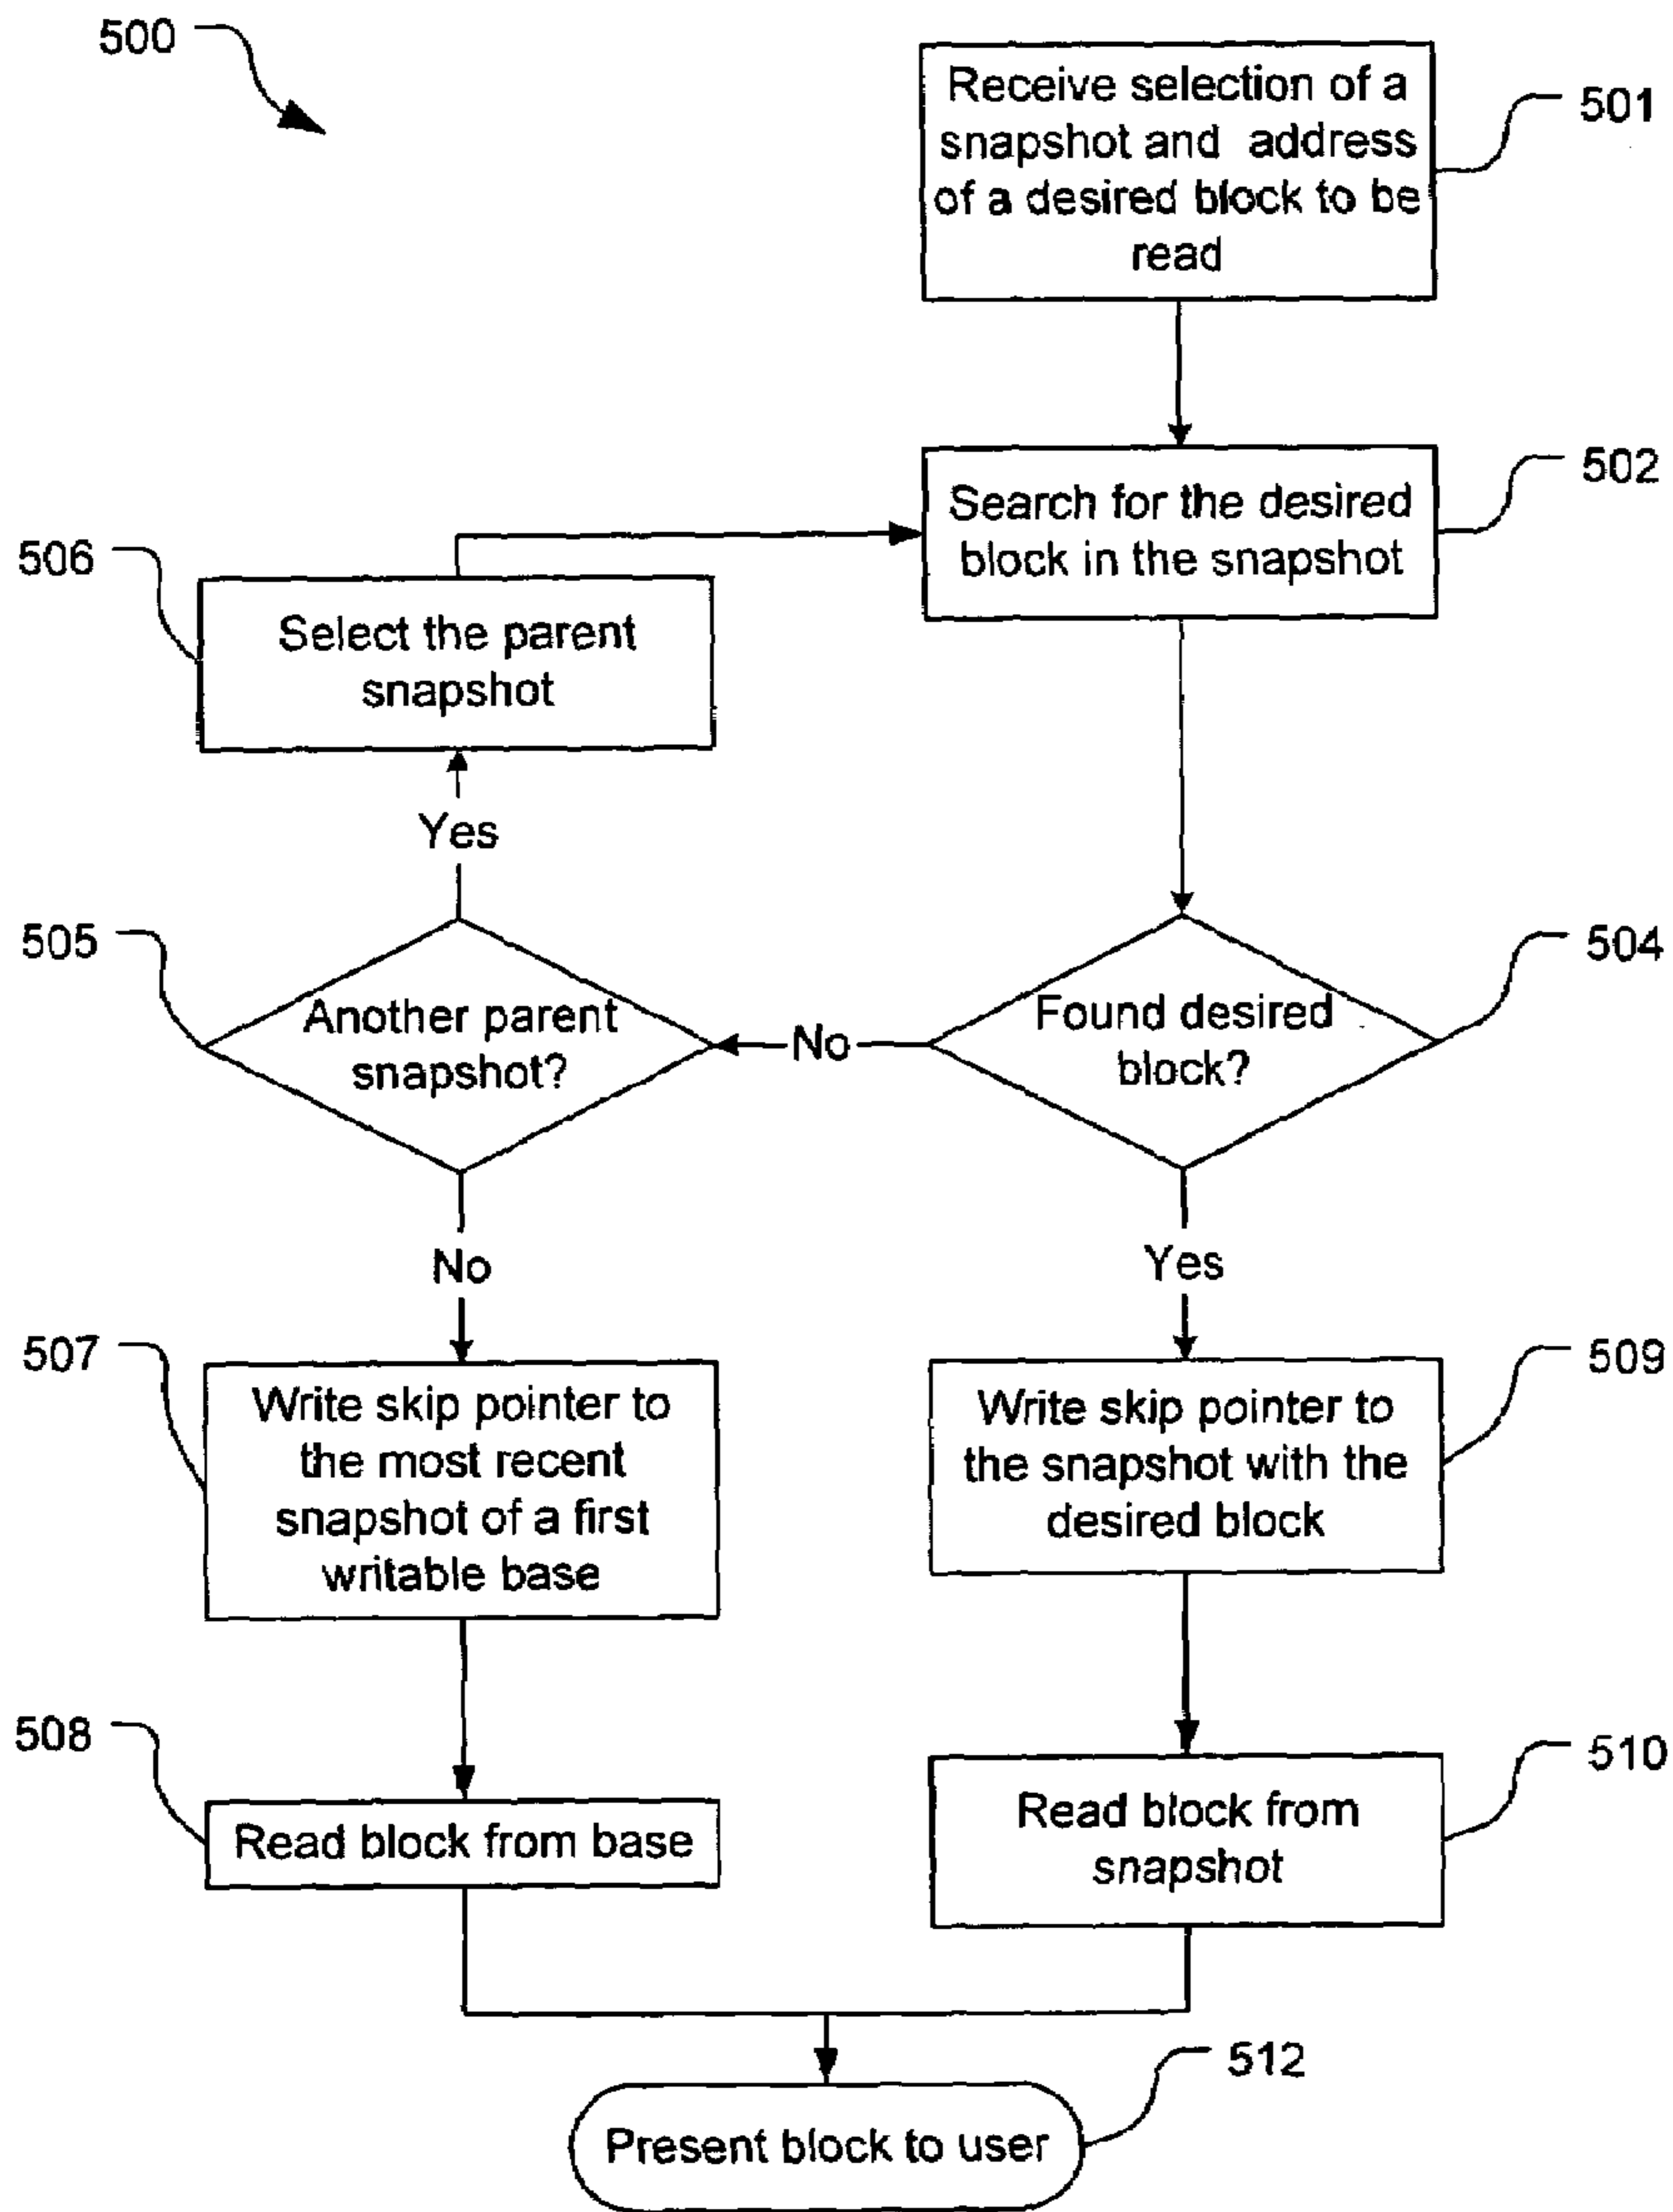 500
Receive selection of a
snapshot and address
of a desired block to be
read
501
Search for the desired
block in the snapshot
502
506
Select the parent
snapshot
Yes
505
Another parent
snapshot?
No
Found desired
block?
504
No
Yes
507
Write skip pointer to
the most recent
snapshot of a first
writable base
Write skip pointer to
the snapshot with the
desired block
509
508
Read block from base
Read block from
snapshot
510
512
Present block to user